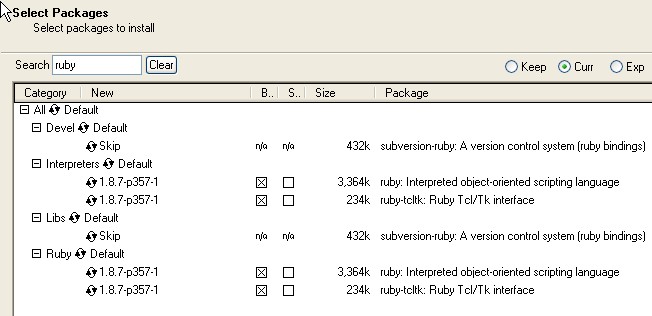 Select Packages
Select packages to install
Search ruby Clear Keep Curr Exp
Category New B.. S.. Size Package
All Default
Devel Default
Skip n/a n/a 432k subversion-ruby: A version control system (ruby bindings)
Interpreters Default
1.8.7-p357-1 3,364k ruby: Interpreted object-oriented scripting language
1.8.7-p357-1 234k ruby-tcltk: Ruby Tcl/Tk interface
Libs Default
Skip n/a n/a 432k subversion-ruby: A version control system (ruby bindings)
Ruby Default
1.8.7-p357-1 3,364k ruby: Interpreted object-oriented scripting language
1.8.7-p357-1 234k ruby-tcltk: Ruby Tcl/Tk interface